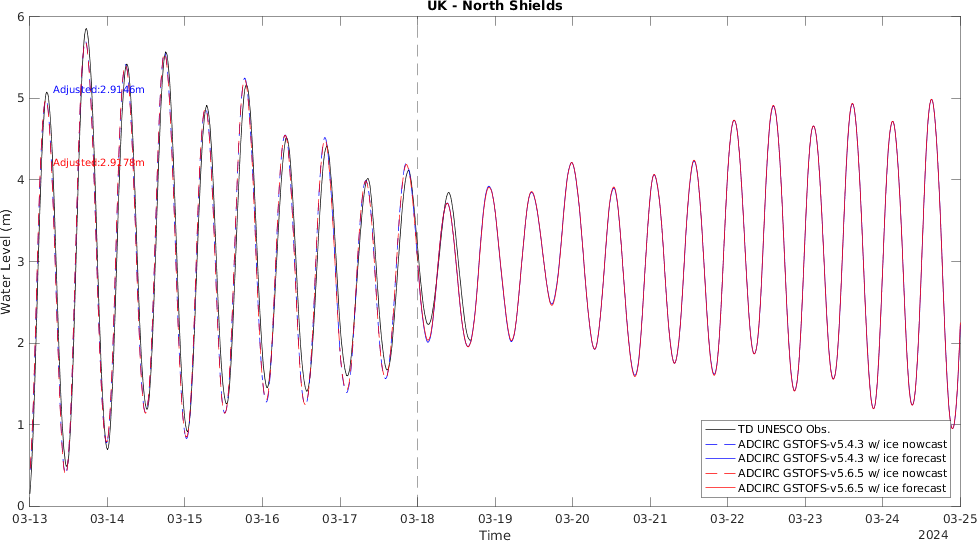 UK - North Shields
6
5
4
3
2
1
0
Water Level (m)
Adjusted:2.9146m
Adjusted:2.9178m
TD UNESCO Obs.
ADCIRC GSTOFS-v5.4.3 w/ ice nowcast
ADCIRC GSTOFS-v5.4.3 w/ ice forecast
ADCIRC GSTOFS-v5.6.5 w/ ice nowcast
ADCIRC GSTOFS-v5.6.5 w/ ice forecast
03-13 03-14 03-15 03-16 03-17 03-18 03-19 03-20 03-21 03-22 03-23 03-24 03-25
Time
2024